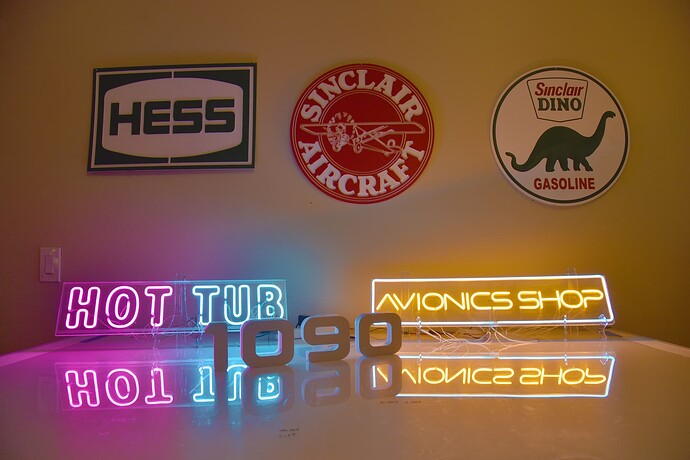 HESS
SINCLAIR
AIRCRAFT
Sinclair
DINO
GASOLINE
HOT TUB
AVIONICS SHOP
1090